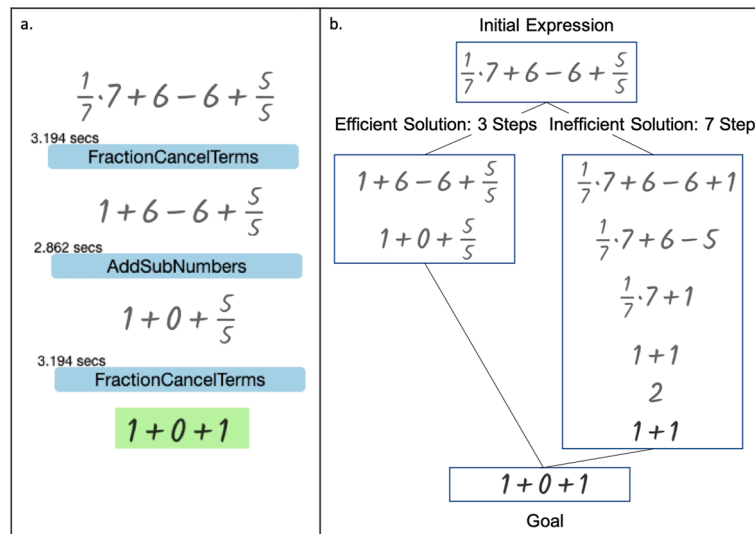 a.
1/7·7+6−6+5/5
3.194 secs
FractionCancelTerms
1+6−6+5/5
2.862 secs
AddSubNumbers
1+0+5/5
3.194 secs
FractionCancelTerms
1+0+1
b.
Initial Expression
1/7·7+6−6+5/5
Efficient Solution: 3 Steps
Inefficient Solution: 7 Step
1+6−6+5/5
1+0+5/5
1/7·7+6−6+1
1/7·7+6−5
1/7·7+1
1+1
2
1+1
1+0+1
Goal